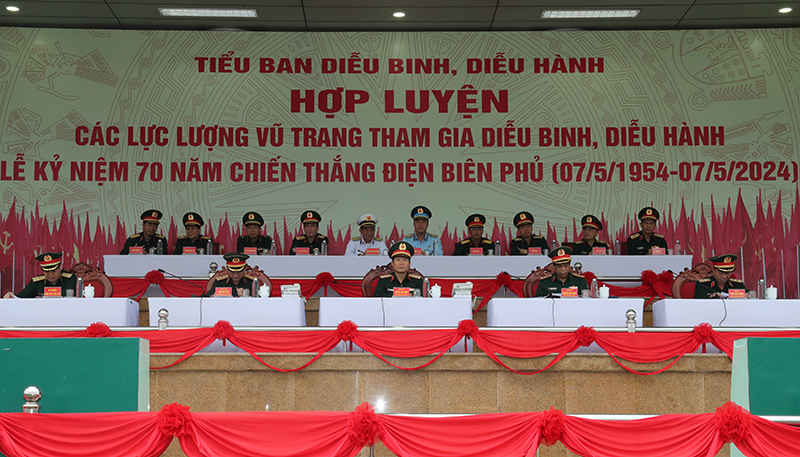 TIỂU BAN DIỄU BINH, DIỄU HÀNH
HỢP LUYỆN
CÁC LỰC LƯỢNG VŨ TRANG THAM GIA DIỄU BINH, DIỄU HÀNH
LỄ KỶ NIỆM 70 NĂM CHIẾN THẮNG ĐIỆN BIÊN PHỦ (07/5/1954-07/5/2024)